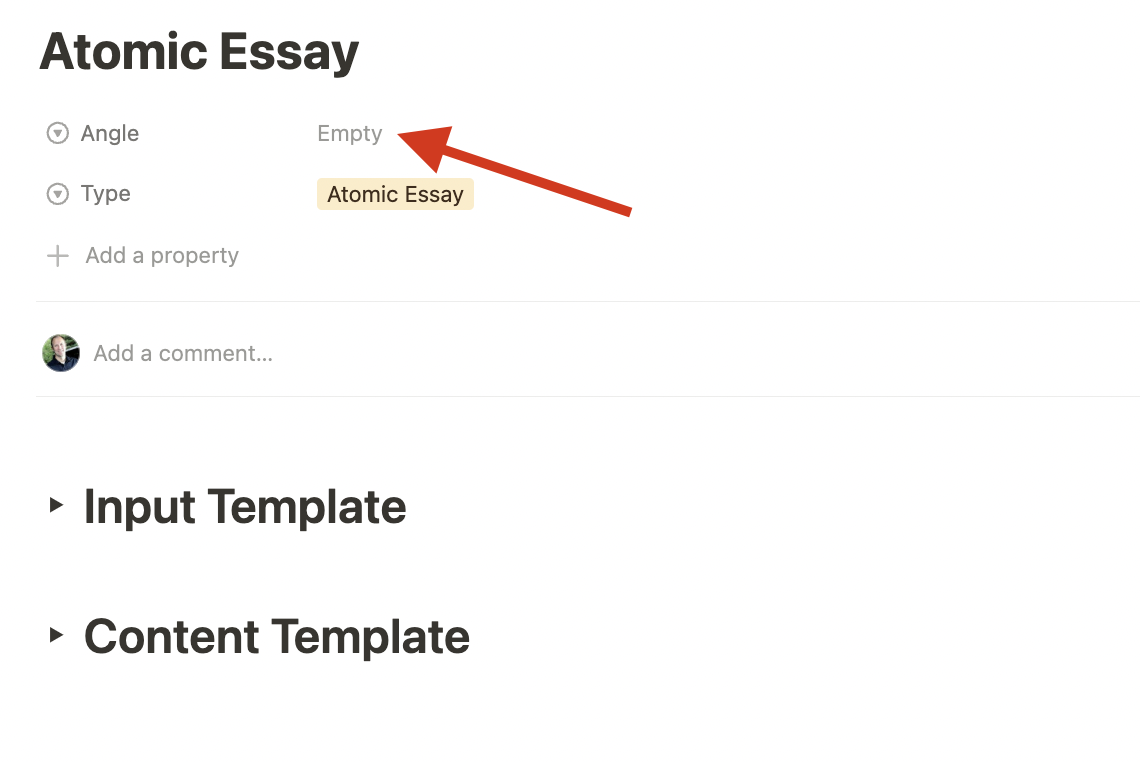 Atomic Essay
Angle Empty
Type Atomic Essay
Add a property
Add a comment...
Input Template
Content Template